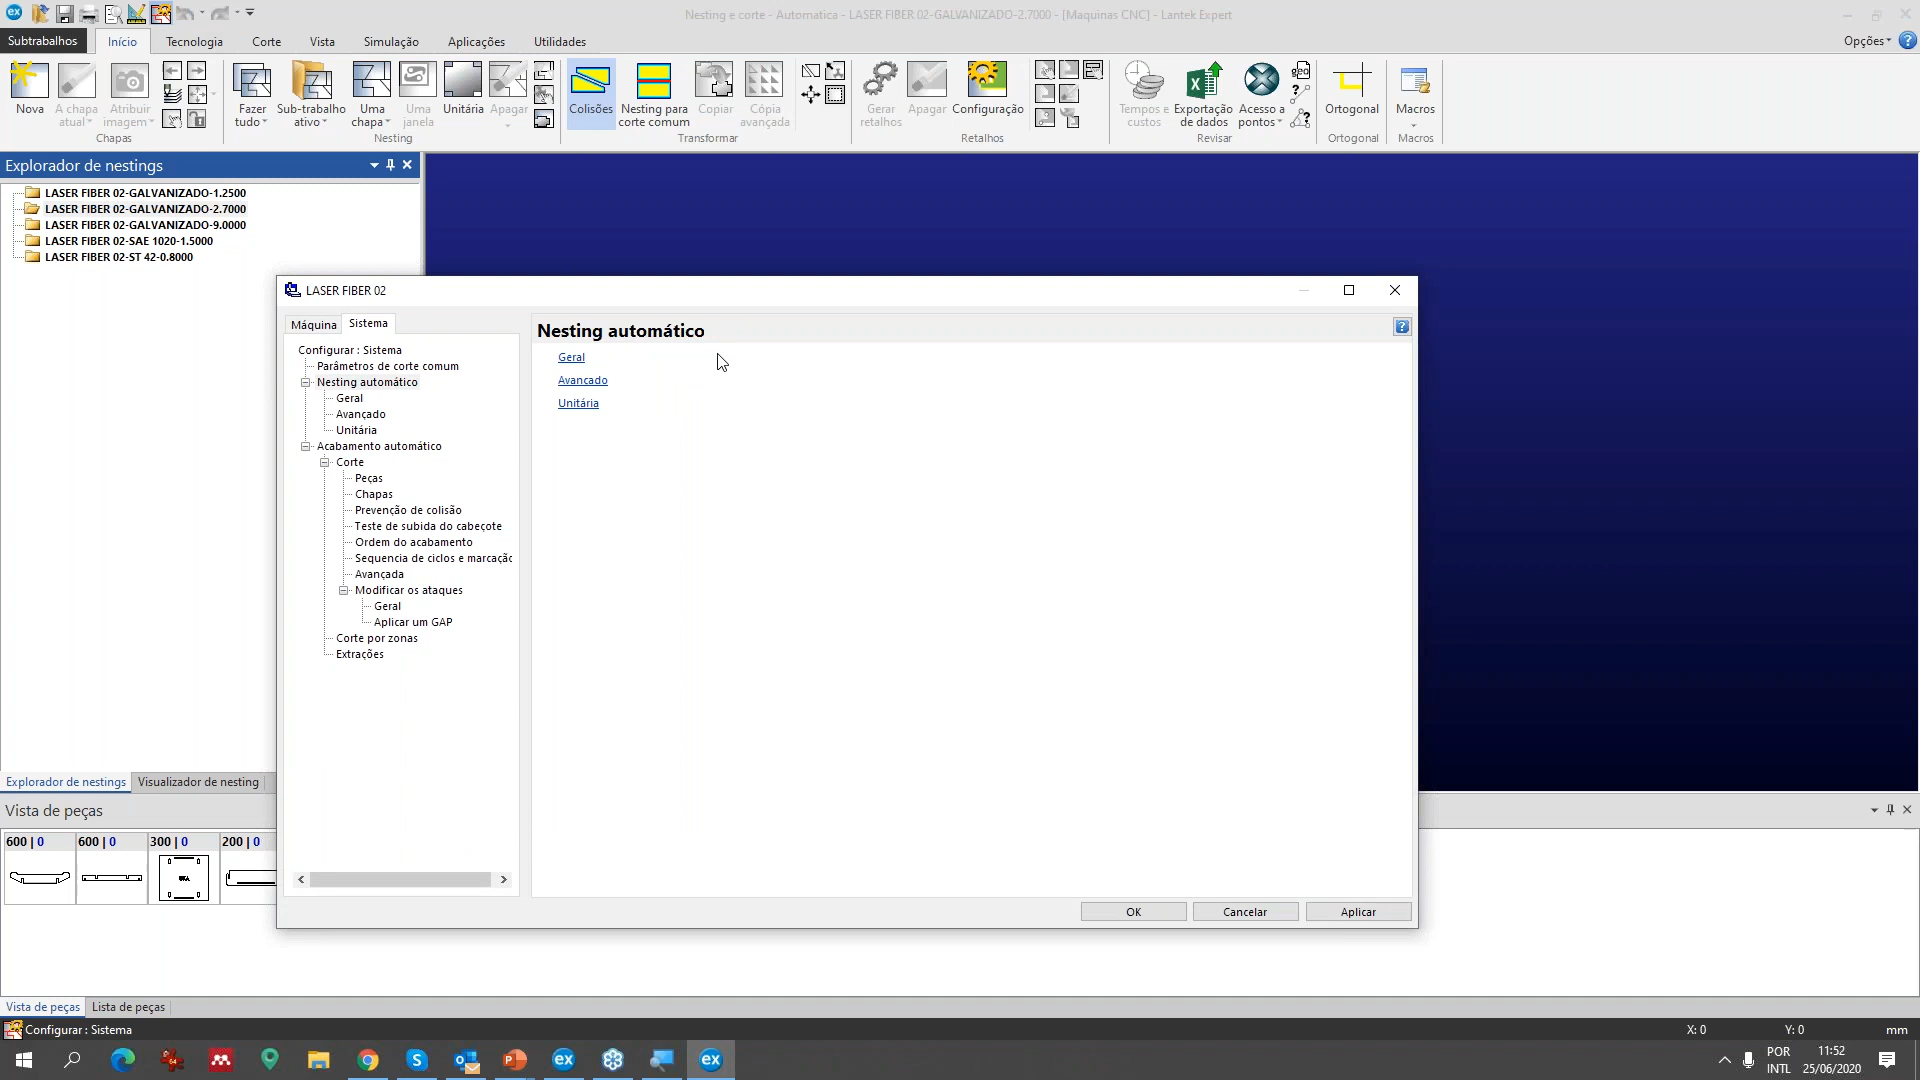 Nesting e corte - Automatica - LASER FIBER 02-GALVANIZADO-2.7000 - [Maquinas CNC] - Lantek Expert
Subtrabalhos
Início
Tecnologia
Corte
Vista
Simulação
Aplicações
Utilidades
Opções
Nova
A chapa atual
Atribuir imagem
Chapas
Fazer tudo
Sub-trabalho ativo
Uma chapa
Uma janela
Unitária
Apagar
Nesting
Colisões
Nesting para corte comum
Copiar
Cópia avançada
Transformar
Gerar retalhos
Apagar
Configuração
Retalhos
Tempos e custos
Exportação de dados
Acesso a pontos
Revisar
Ortogonal
Ortogonal
Macros
Macros
Explorador de nestings
LASER FIBER 02-GALVANIZADO-1.2500
LASER FIBER 02-GALVANIZADO-2.7000
LASER FIBER 02-GALVANIZADO-9.0000
LASER FIBER 02-SAE 1020-1.5000
LASER FIBER 02-ST 42-0.8000
LASER FIBER 02
Máquina
Sistema
Configurar : Sistema
Parâmetros de corte comum
Nesting automático
Geral
Avançado
Unitária
Acabamento automático
Corte
Peças
Chapas
Prevenção de colisão
Teste de subida do cabeçote
Ordem do acabamento
Sequencia de ciclos e marcação
Avançada
Modificar os ataques
Geral
Aplicar um GAP
Corte por zonas
Extrações
Nesting automático
Geral
Avançado
Unitária
OK
Cancelar
Aplicar
Explorador de nestings
Visualizador de nesting
Vista de peças
600 | 0
600 | 0
300 | 0
200 | 0
Vista de peças
Lista de peças
Configurar : Sistema
X: 0
Y: 0
mm
POR
INTL
11:52
25/06/2020